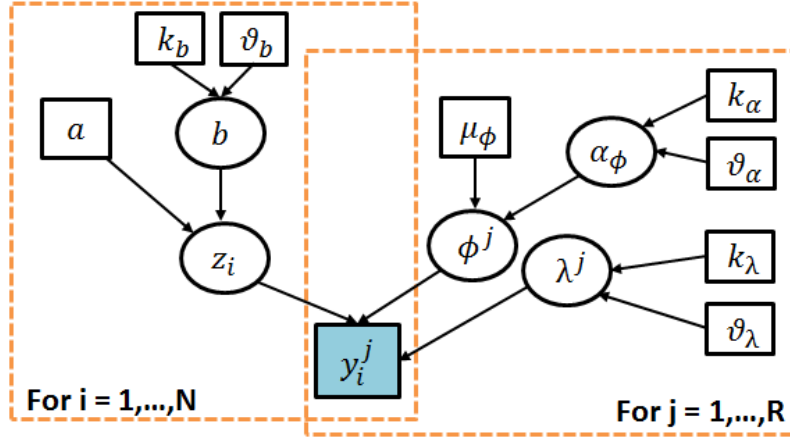 k_b
ϑ_b
a
b
μ_ϕ
α_ϕ
k_α
ϑ_α
z_i
ϕ^j
λ^j
k_λ
ϑ_λ
y_i^j
For i = 1,...,N
For j = 1,...,R